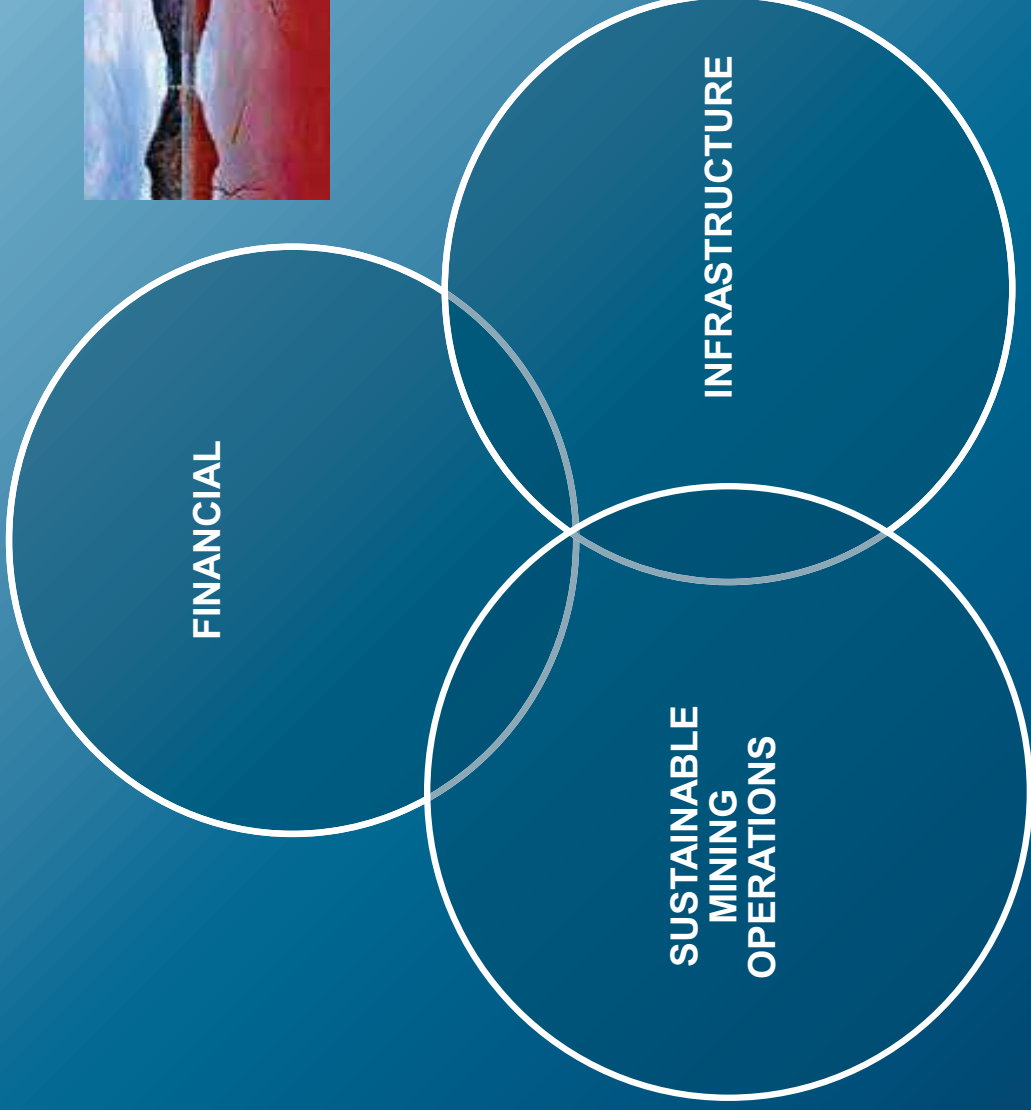 FINANCIAL
SUSTAINABLE
MINING
OPERATIONS
INFRASTRUCTURE